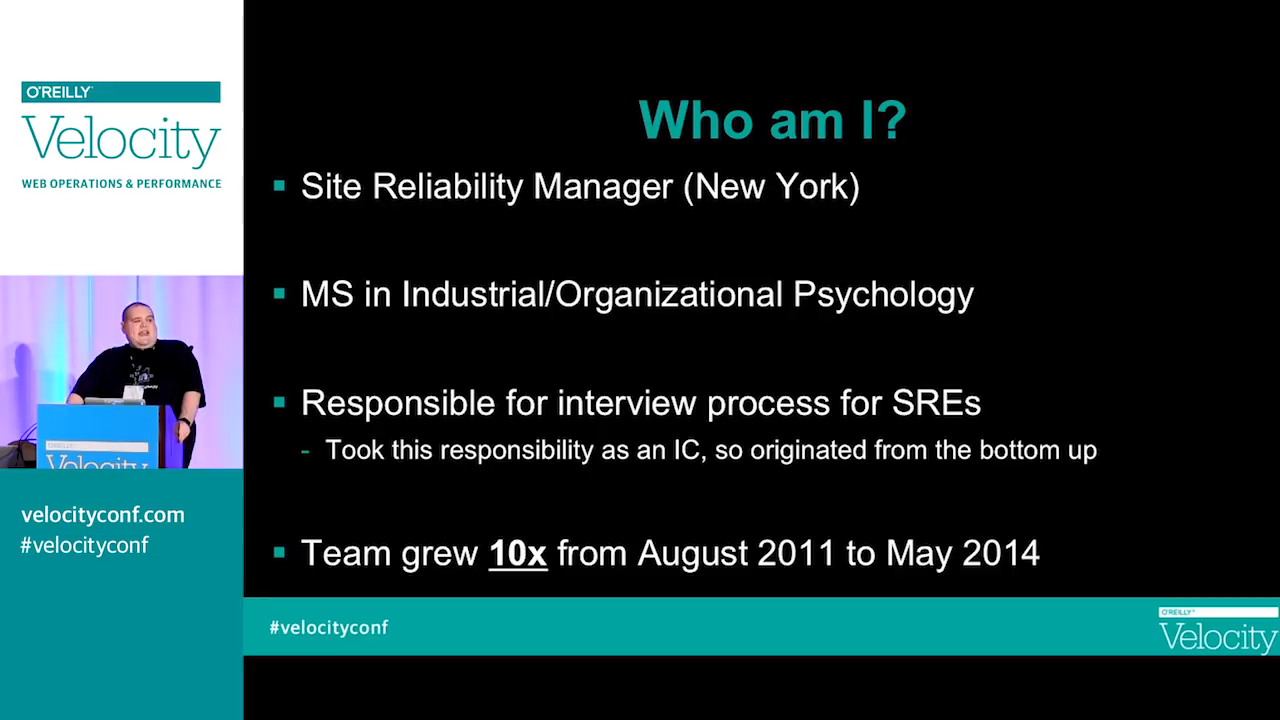 O'REILLY
Velocity
WEB OPERATIONS & PERFORMANCE
O'REILLY
Velocity
velocityconf.com
#velocityconf
Who am I?
Site Reliability Manager (New York)
MS in Industrial/Organizational Psychology
Responsible for interview process for SREs
- Took this responsibility as an IC, so originated from the bottom up
Team grew 10x from August 2011 to May 2014
#velocityconf
O'REILLY
Velocity